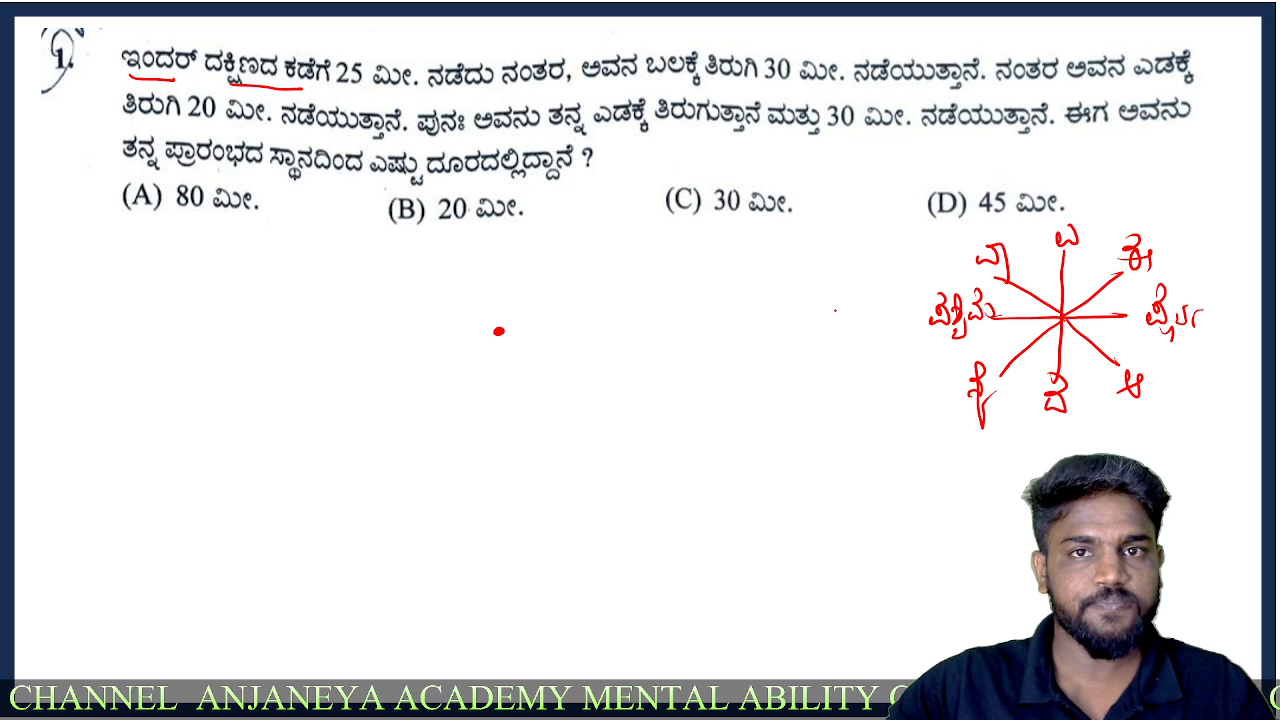 1. ಇಂದರ್ ದಕ್ಷಿಣದ ಕಡೆಗೆ 25 ಮೀ. ನಡೆದು ನಂತರ, ಅವನ ಬಲಕ್ಕೆ ತಿರುಗಿ 30 ಮೀ. ನಡೆಯುತ್ತಾನೆ. ನಂತರ ಅವನ ಎಡಕ್ಕೆ
ತಿರುಗಿ 20 ಮೀ. ನಡೆಯುತ್ತಾನೆ. ಪುನಃ ಅವನು ತನ್ನ ಎಡಕ್ಕೆ ತಿರುಗುತ್ತಾನೆ ಮತ್ತು 30 ಮೀ. ನಡೆಯುತ್ತಾನೆ. ಈಗ ಅವನು
ತನ್ನ ಪ್ರಾರಂಭದ ಸ್ಥಾನದಿಂದ ಎಷ್ಟು ದೂರದಲ್ಲಿದ್ದಾನೆ ?
(A) 80 ಮೀ. (B) 20 ಮೀ. (C) 30 ಮೀ. (D) 45 ಮೀ.
ವಾ ಉ ಈ
ಪಶ್ಚಿಮ ಪೂರ್ವ
ನೈ ದ ಆ
CHANNEL ANJANEYA ACADEMY MENTAL ABILITY